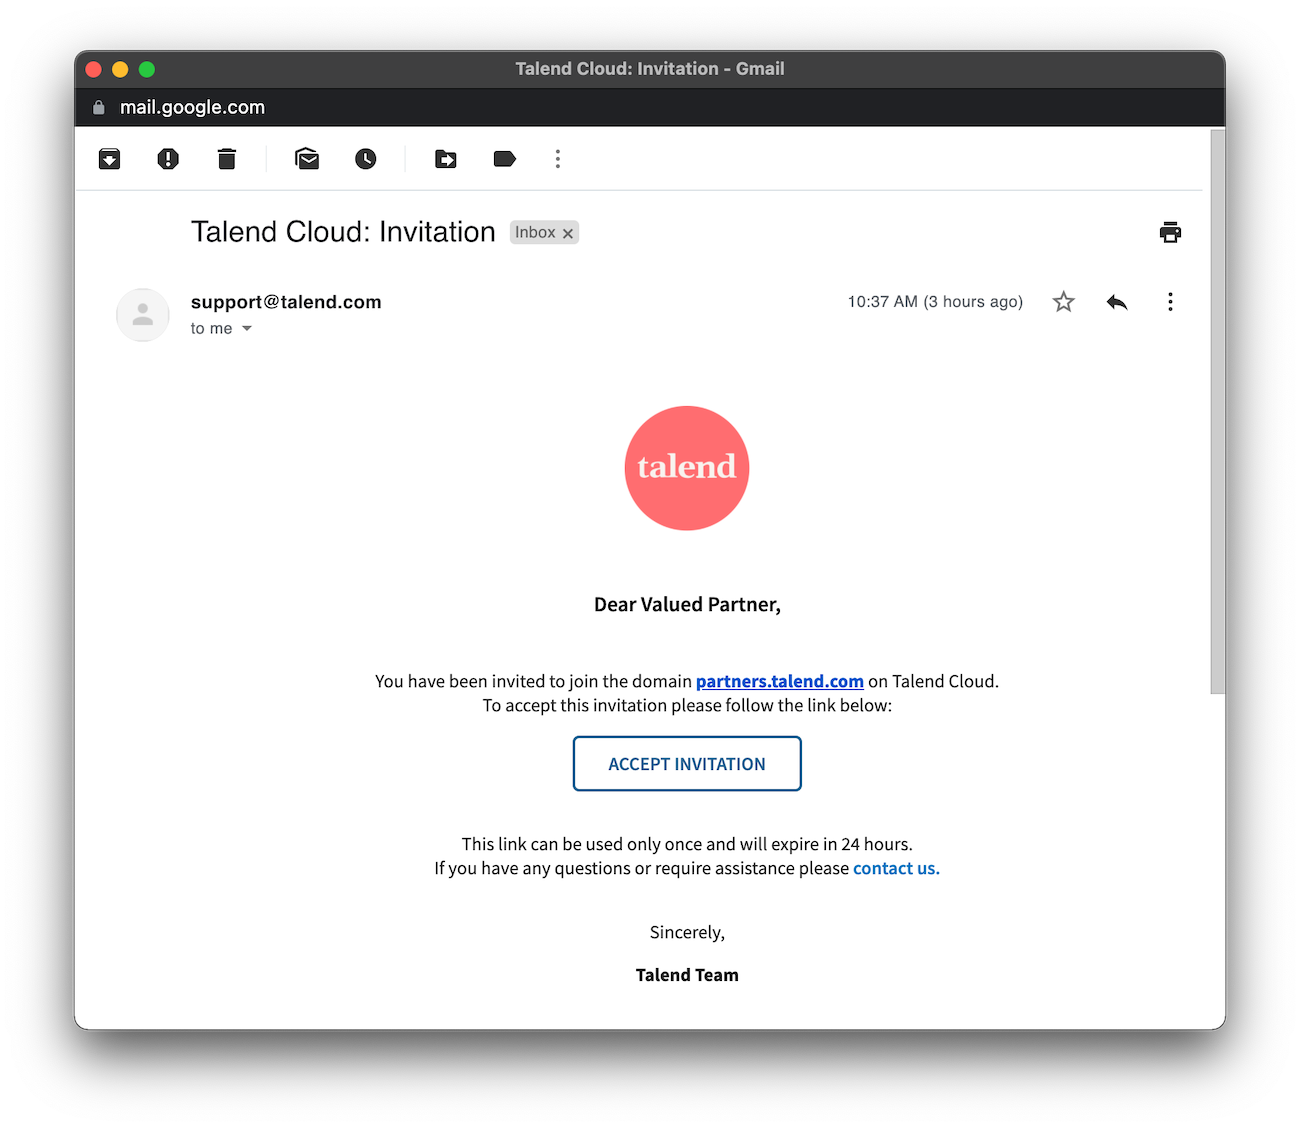 Talend Cloud: Invitation - Gmail
mail.google.com
Talend Cloud: Invitation Inbox x
support@talend.com 10:37 AM (3 hours ago)
to me
talend
Dear Valued Partner,
You have been invited to join the domain partners.talend.com on Talend Cloud.
To accept this invitation please follow the link below:
ACCEPT INVITATION
This link can be used only once and will expire in 24 hours.
If you have any questions or require assistance please contact us.
Sincerely,
Talend Team